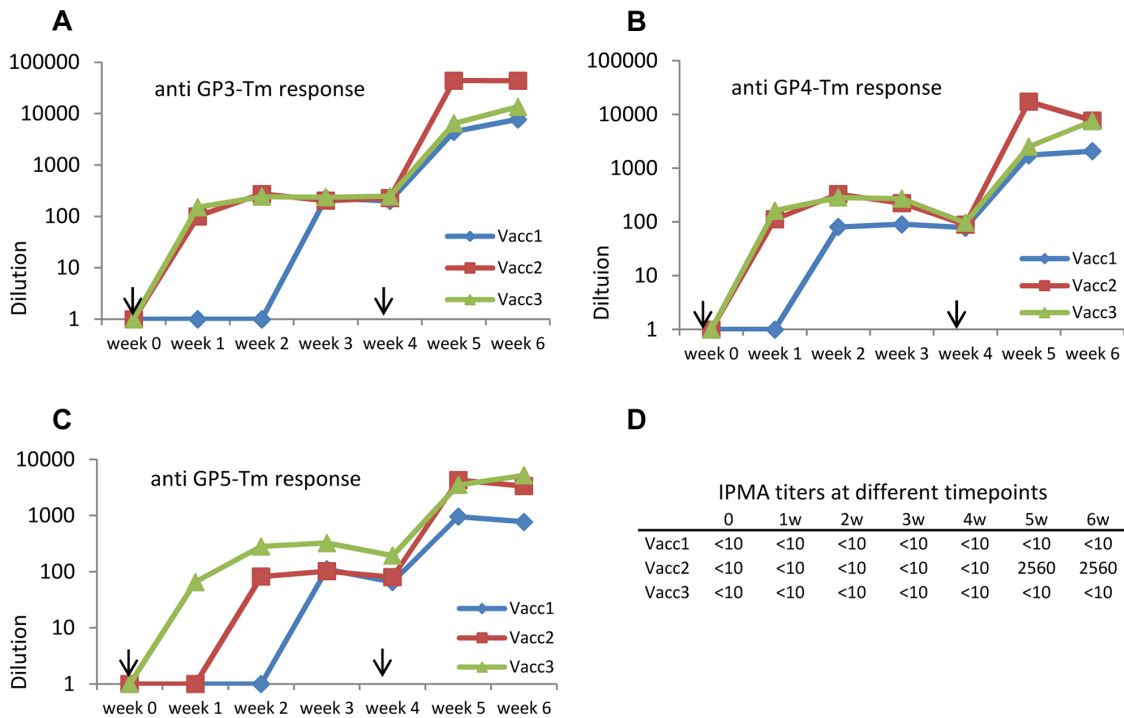 A
anti GP3-Tm response
100000
10000
1000
100
10
1
Dilution
week 0 week 1 week 2 week 3 week 4 week 5 week 6
Vacc1
Vacc2
Vacc3
B
anti GP4-Tm response
100000
10000
1000
100
10
1
Diltuion
week 0 week 1 week 2 week 3 week 4 week 5 week 6
Vacc1
Vacc2
Vacc3
C
anti GP5-Tm response
10000
1000
100
10
1
Dilution
week 0 week 1 week 2 week 3 week 4 week 5 week 6
Vacc1
Vacc2
Vacc3
D
IPMA titers at different timepoints
0 1w 2w 3w 4w 5w 6w
Vacc1 <10 <10 <10 <10 <10 <10 <10
Vacc2 <10 <10 <10 <10 <10 2560 2560
Vacc3 <10 <10 <10 <10 <10 <10 <10